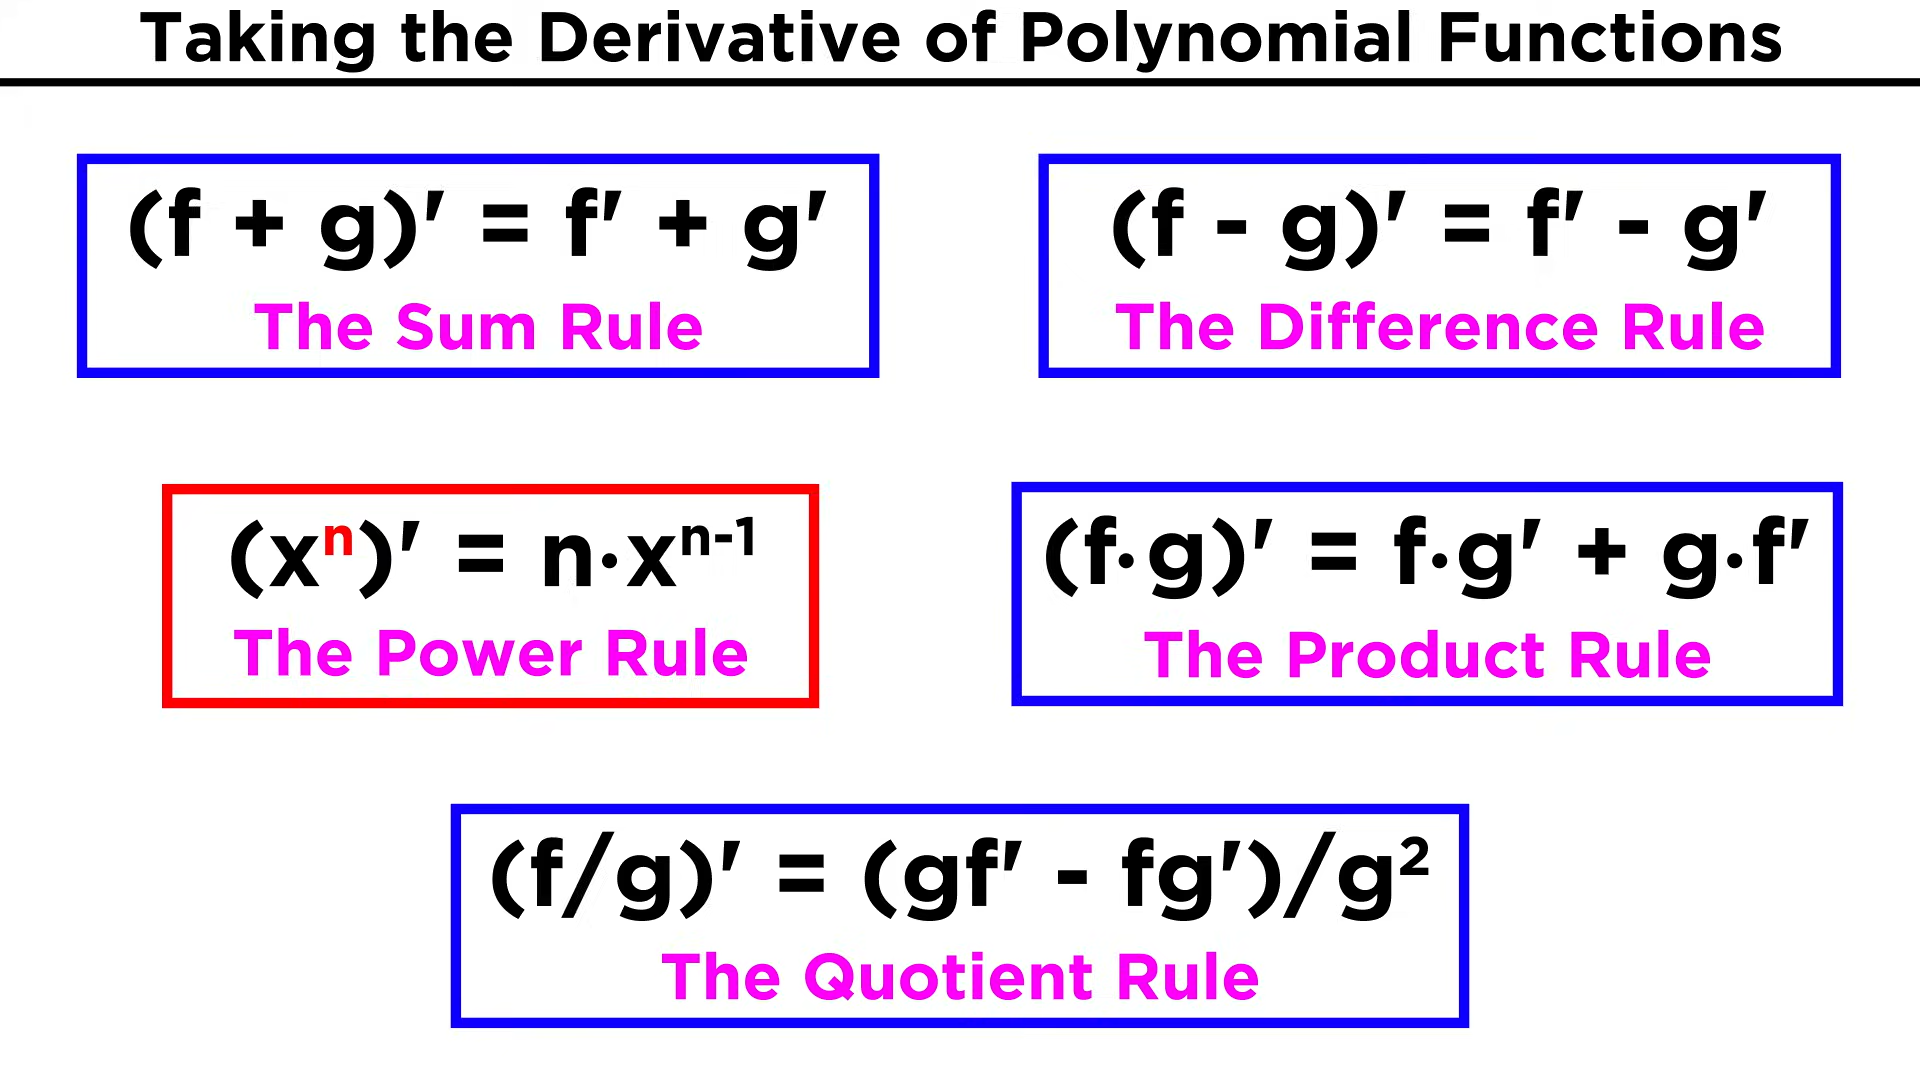 Taking the Derivative of Polynomial Functions
(f + g)' = f' + g'
The Sum Rule
(f - g)' = f' - g'
The Difference Rule
(xⁿ)' = n·xⁿ⁻¹
The Power Rule
(f·g)' = f·g' + g·f'
The Product Rule
(f/g)' = (gf' - fg')/g²
The Quotient Rule